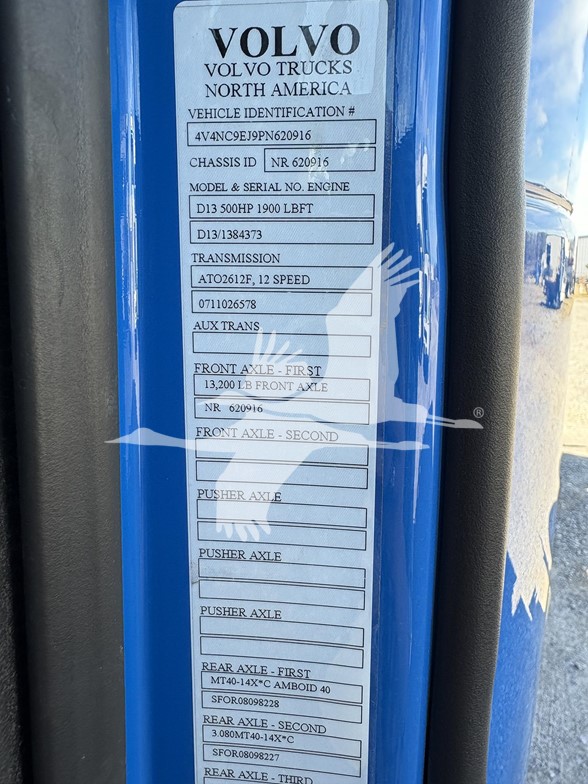 VOLVO
VOLVO TRUCKS
NORTH AMERICA
VEHICLE IDENTIFICATION #
4V4NC9EJ9PN620916
CHASSIS ID NR 620916
MODEL & SERIAL NO. ENGINE
D13 500HP 1900 LBFT
D13/1384373
TRANSMISSION
ATO2612F, 12 SPEED
0711026578
AUX TRANS
FRONT AXLE - FIRST
13,200 LB FRONT AXLE
NR 620916
FRONT AXLE - SECOND
®
PUSHER AXLE
PUSHER AXLE
PUSHER AXLE
REAR AXLE - FIRST
MT40-14X*C AMBOID 40
SFOR08098228
REAR AXLE - SECOND
3.080MT40-14X*C
SFOR08098227
REAR AXLE - THIRD